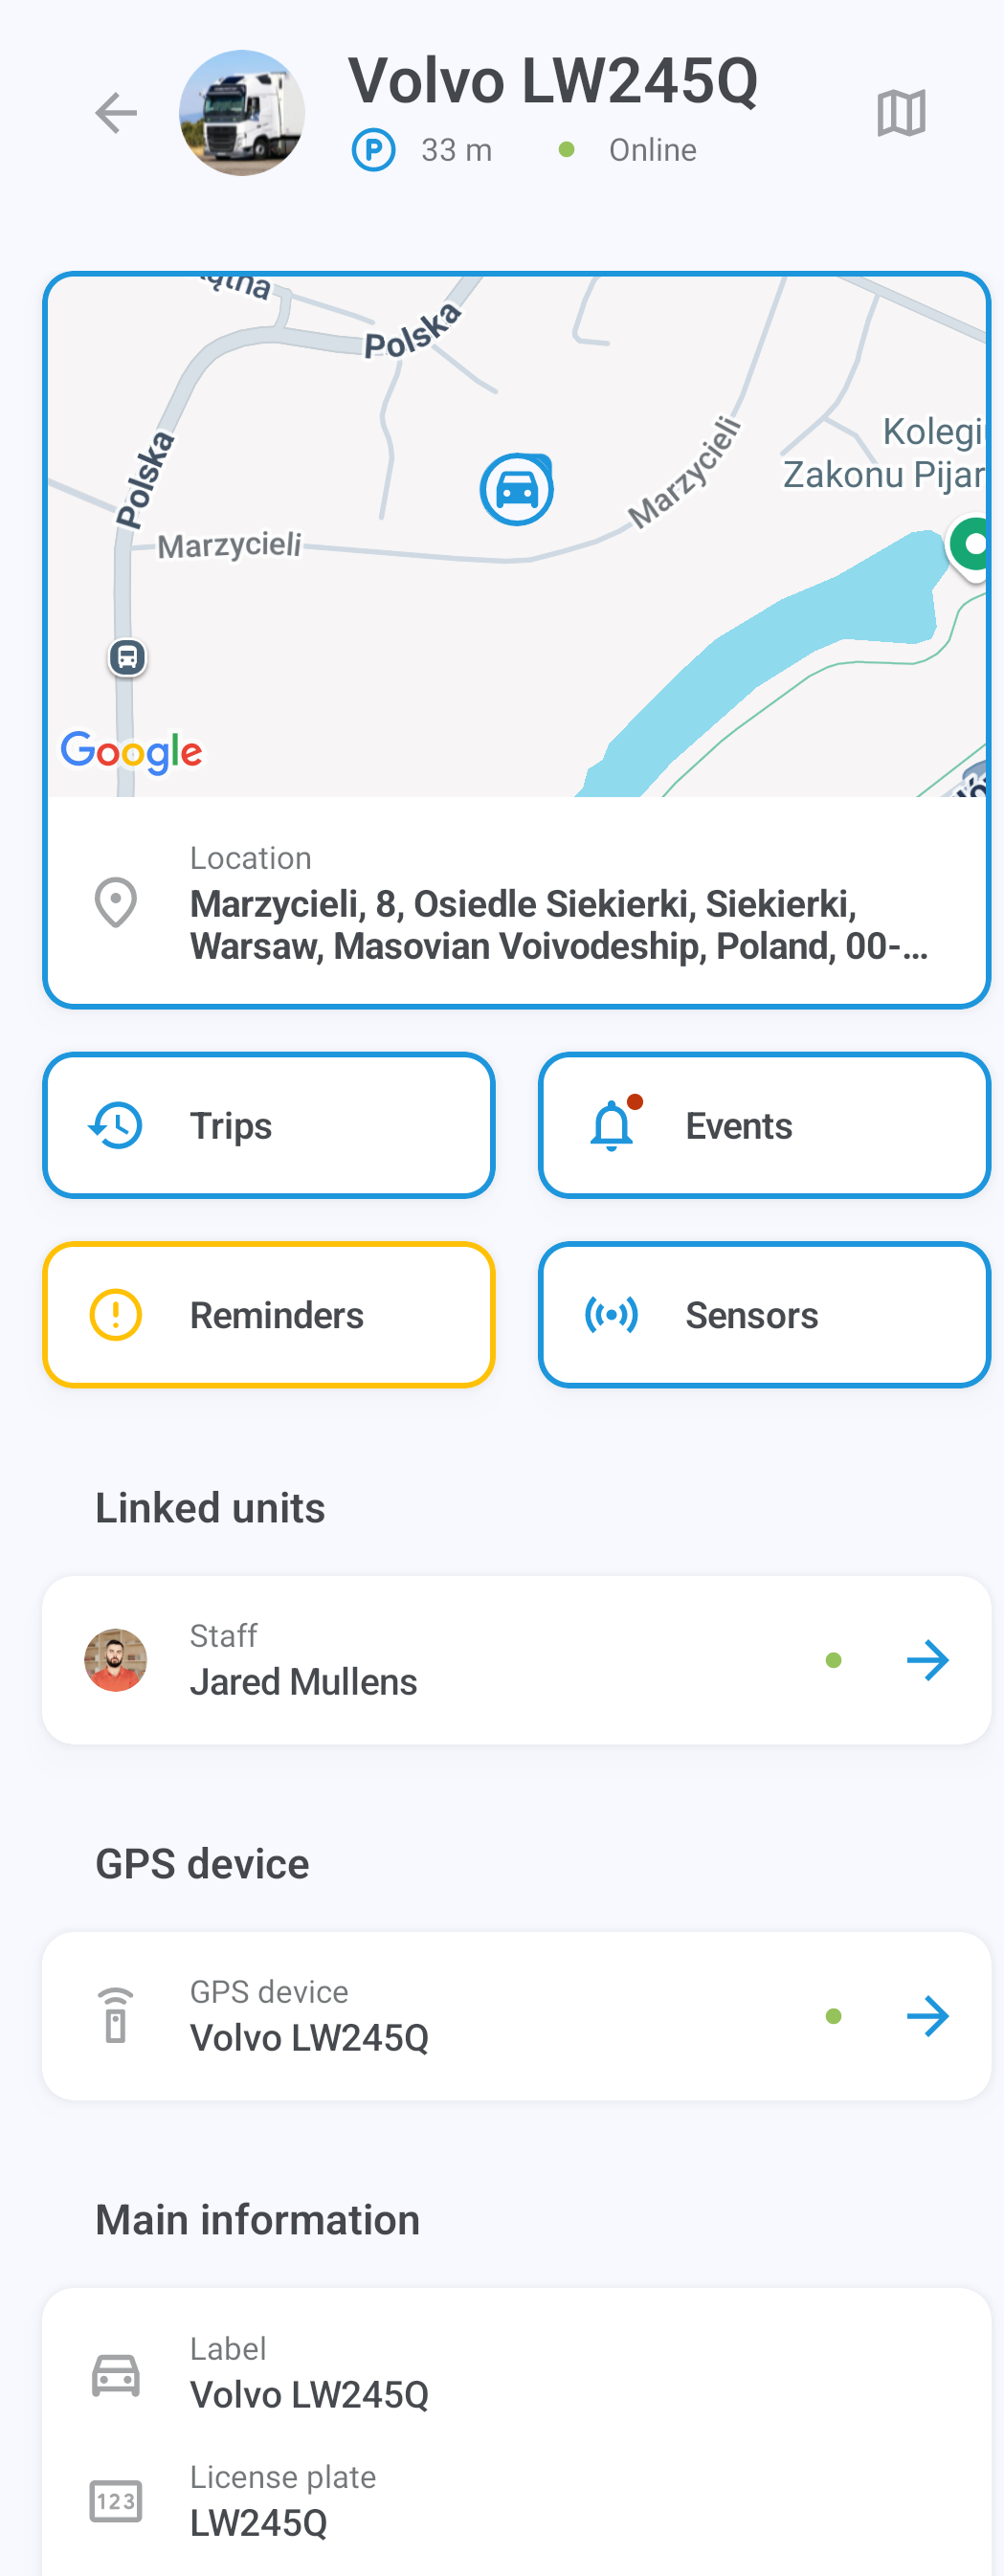 Volvo LW245Q
P 33 m Online
Polska
Polska
Marzycieli
Marzycieli
Zakonu Pijar
Google
Location
Marzycieli, 8, Osiedle Siekierki, Siekierki,
Warsaw, Masovian Voivodeship, Poland, 00-...
Trips
Events
Reminders
Sensors
Linked units
Staff
Jared Mullens
GPS device
GPS device
Volvo LW245Q
Main information
Label
Volvo LW245Q
123
License plate
LW245Q